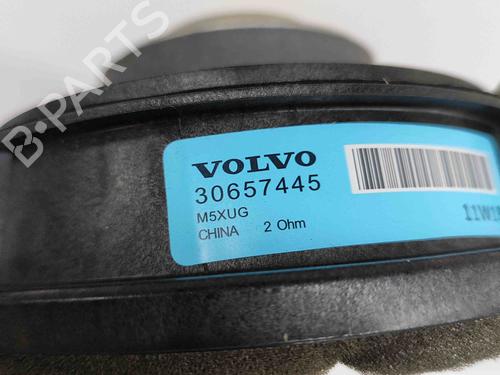 B-PARTS
VOLVO
30657445
M5XUG
CHINA 2 Ohm